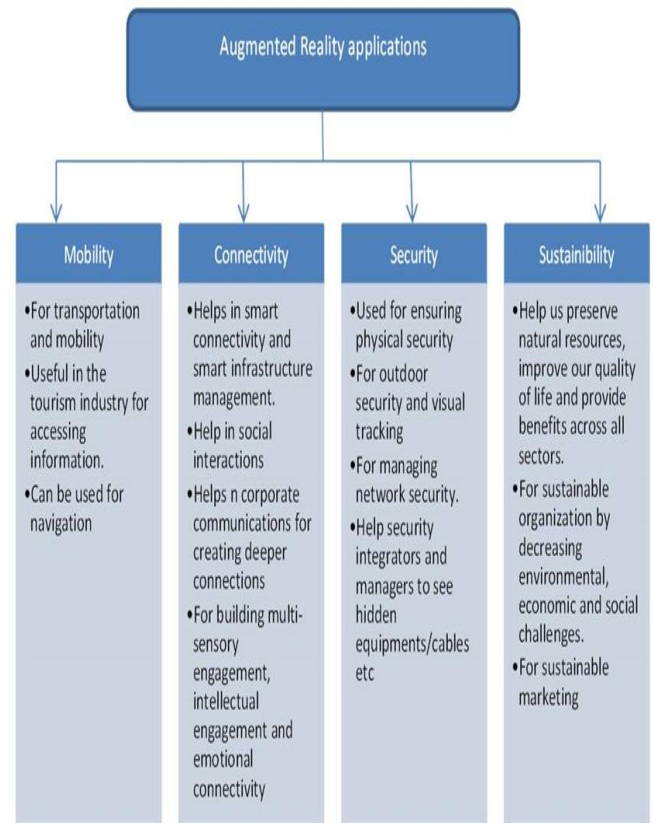 Augmented Reality applications
Mobility
•For transportation
and mobility
•Useful in the
tourism industry for
accessing
information.
•Can be used for
navigation
Connectivity
•Helps in smart
connectivity and
smart infrastructure
management.
•Help in social
interactions
•Helps n corporate
communications for
creating deeper
connections
•For building multi-
sensory
engagement,
intellectual
engagement and
emotional
connectivity
Security
•Used for ensuring
physical security
•For outdoor
security and visual
tracking
•For managing
network security.
•Help security
integrators and
managers to see
hidden
equipments/cables
etc
Sustainibility
•Help us preserve
natural resources,
improve our quality
of life and provide
benefits across all
sectors.
•For sustainable
organization by
decreasing
environmental,
economic and social
challenges.
•For sustainable
marketing